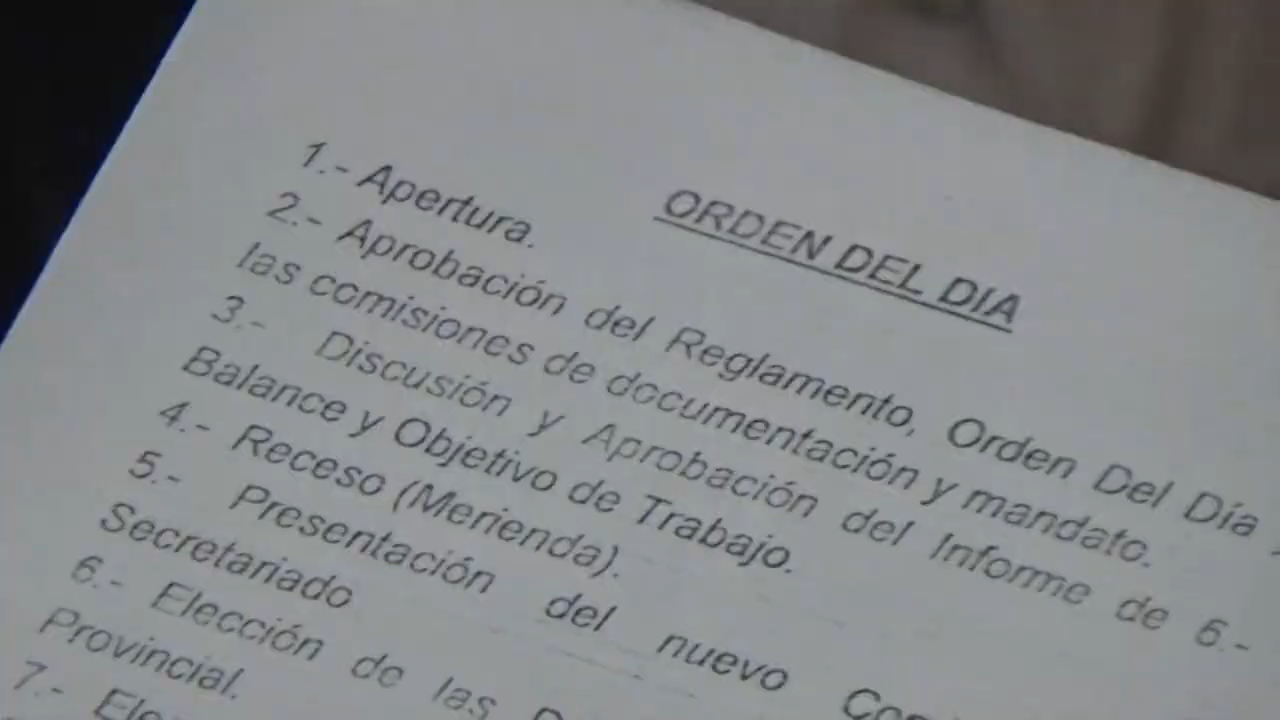 ORDEN DEL DIA
1.- Apertura.
2.- Aprobación del Reglamento, Orden Del Día
las comisiones de documentación y mandato.
3.- Discusión y Aprobación del Informe de 6.-
Balance y Objetivo de Trabajo.
4.- Receso (Merienda).
5.- Presentación del nuevo
Secretariado
6.- Elección de las
Provincial.
7.-